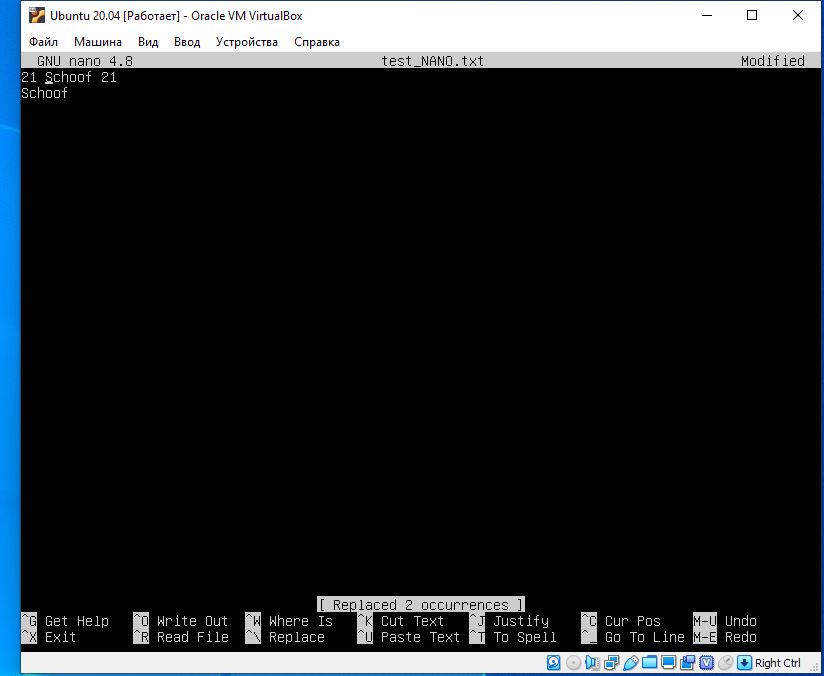 Ubuntu 20.04 [Работает] - Oracle VM VirtualBox
Файл Машина Вид Ввод Устройства Справка
GNU nano 4.8 test_NANO.txt Modified
21 Schoof 21
Schoof
[ Replaced 2 occurrences ]
^G Get Help ^O Write Out ^W Where Is ^K Cut Text ^J Justify ^C Cur Pos M-U Undo
^X Exit ^R Read File ^\ Replace ^U Paste Text ^T To Spell ^_ Go To Line M-E Redo
Right Ctrl